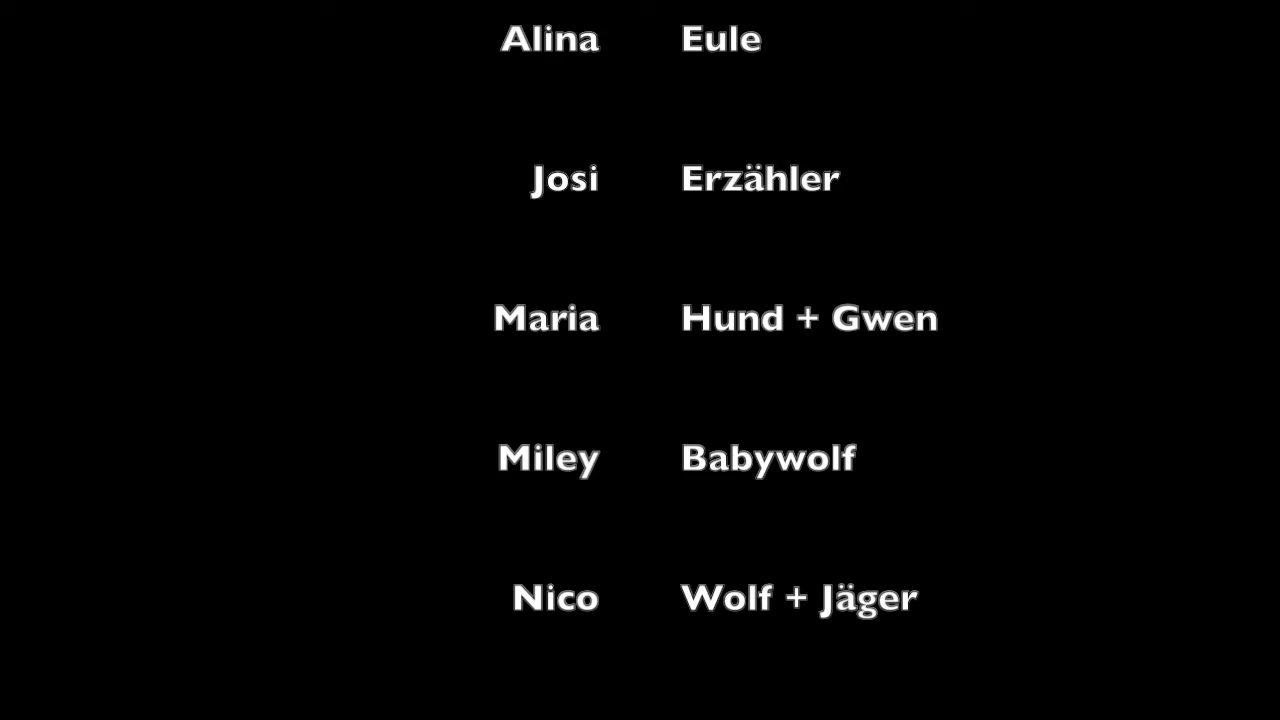 Alina Eule
Josi Erzähler
Maria Hund + Gwen
Miley Babywolf
Nico Wolf + Jäger